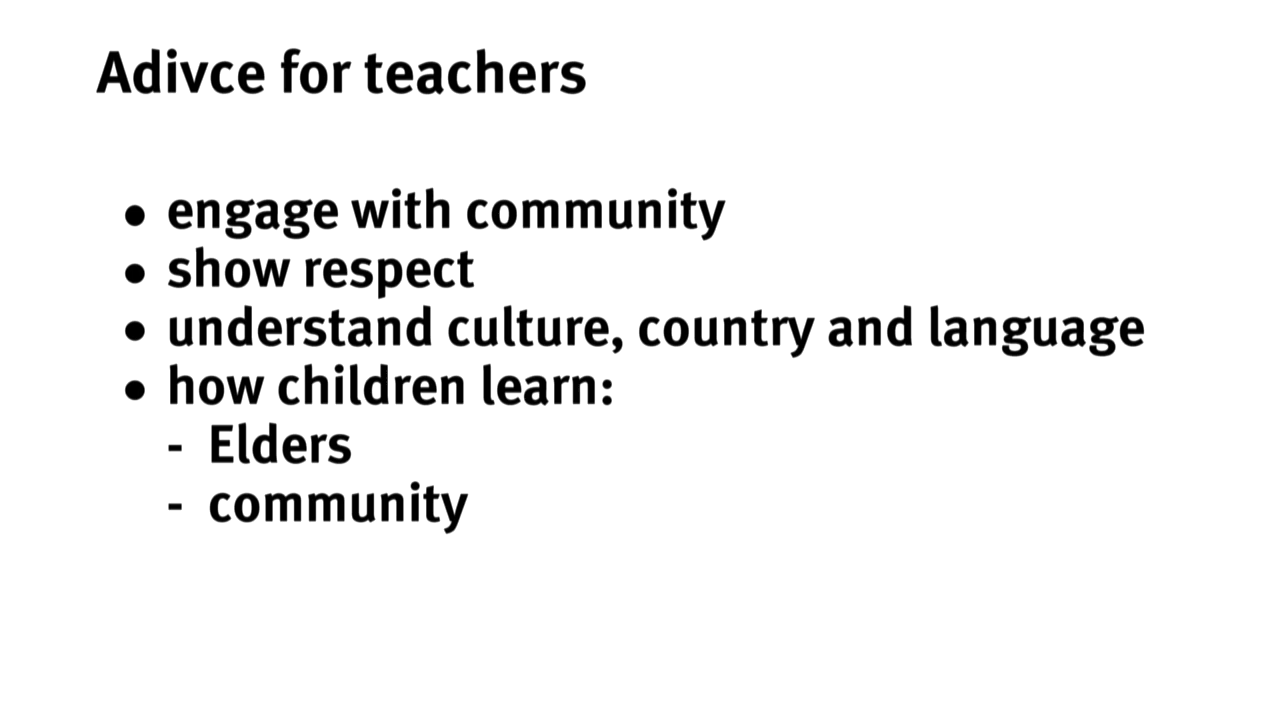 Adivce for teachers
• engage with community
• show respect
• understand culture, country and language
• how children learn:
- Elders
- community